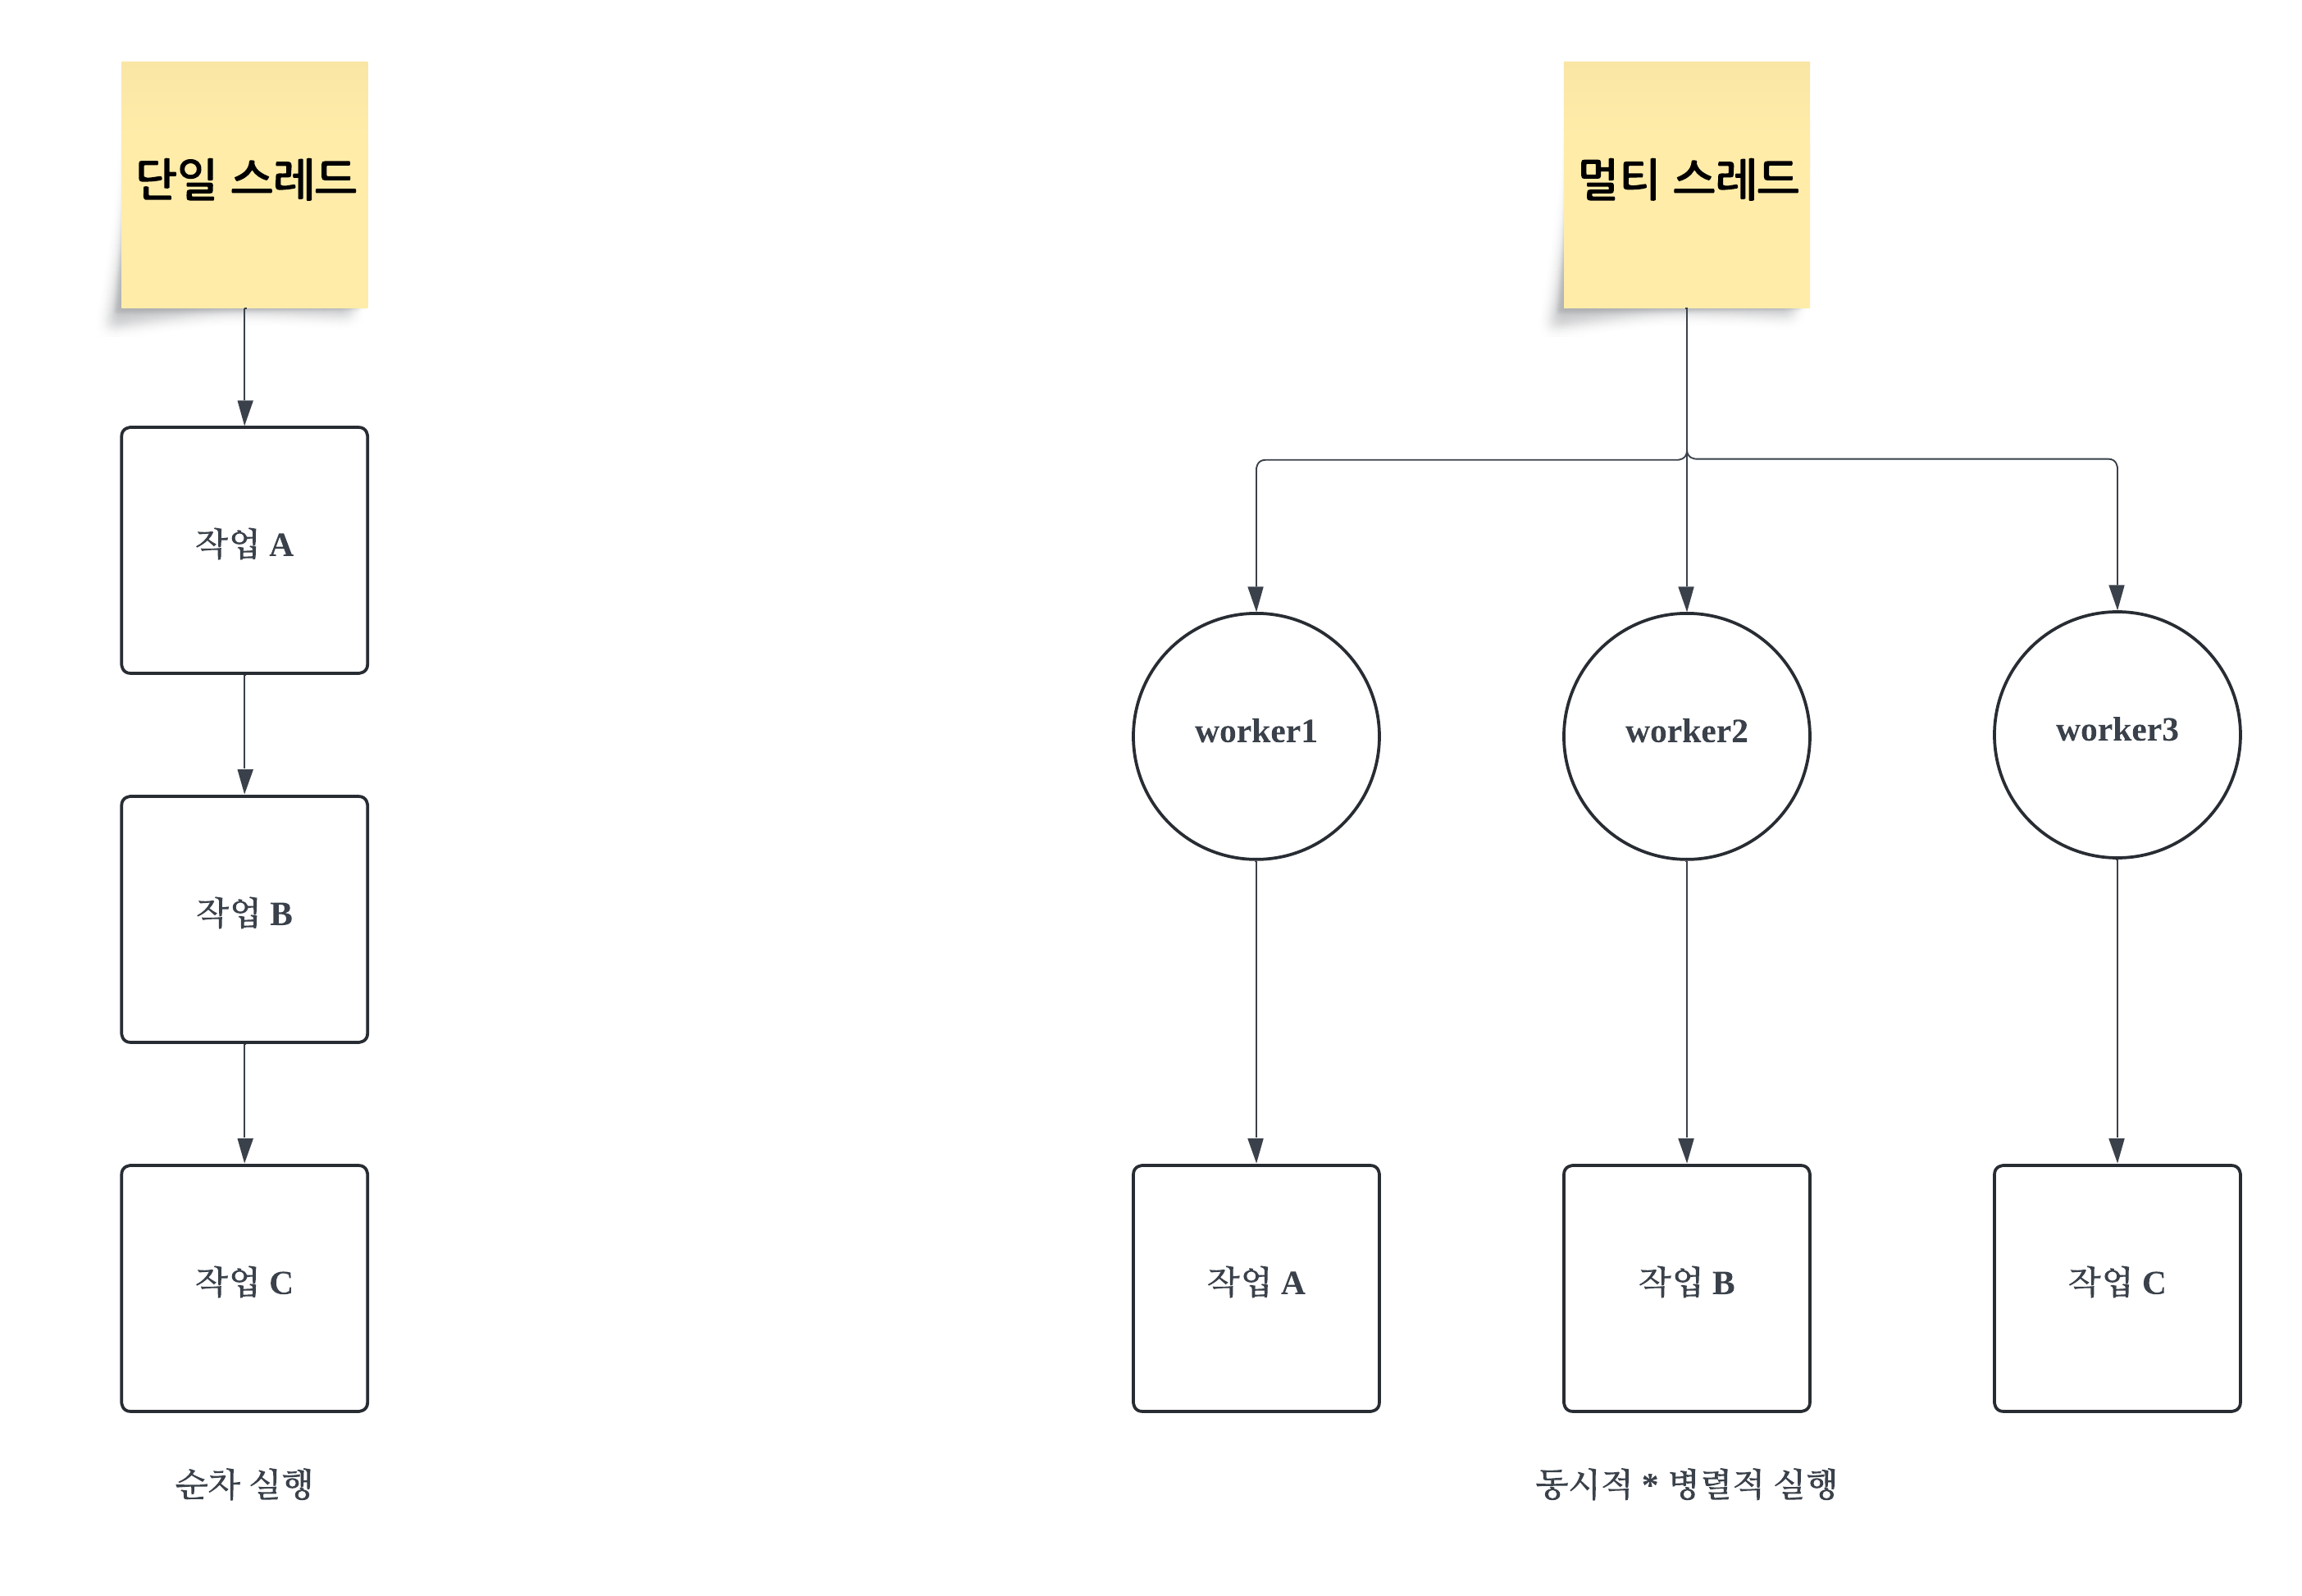 단일 스레드
작업 A
작업 B
작업 C
순차 실행
멀티 스레드
worker1
worker2
worker3
작업 A
작업 B
작업 C
동시적 * 병렬적 실행